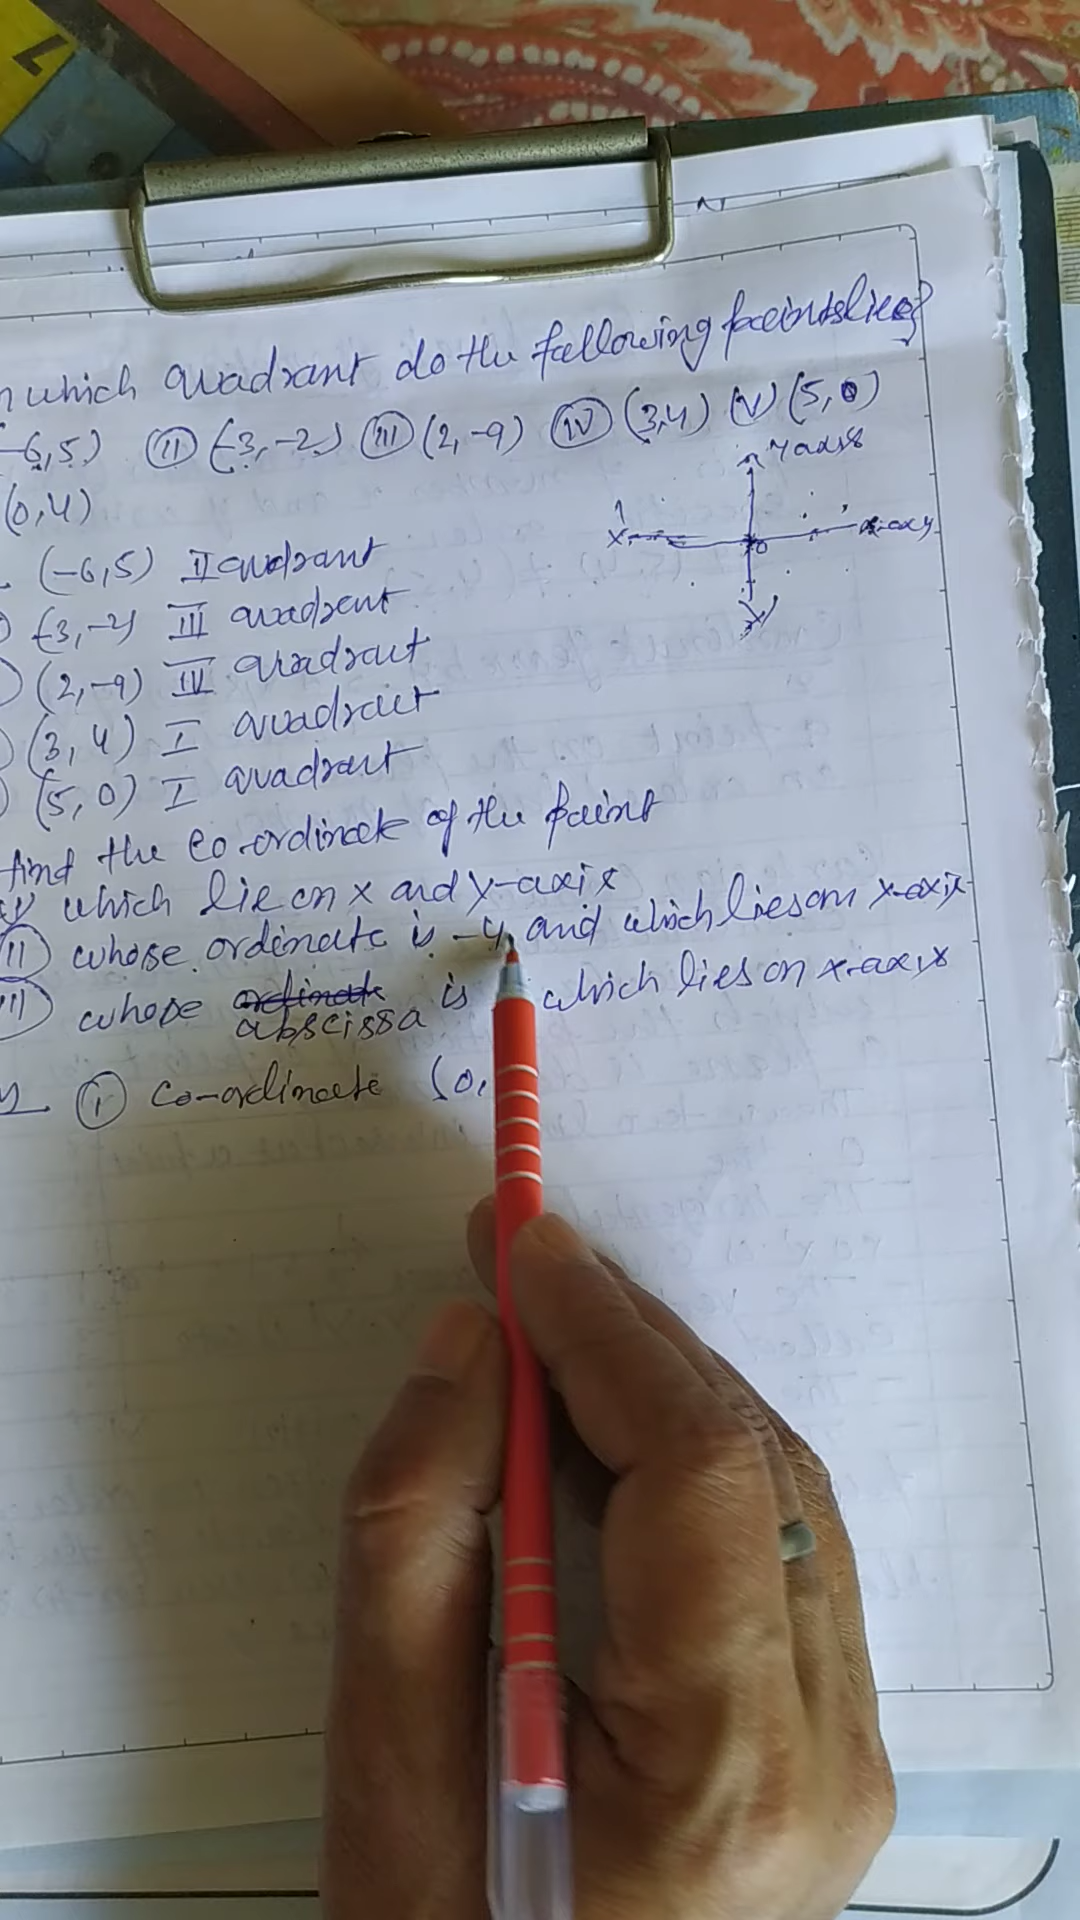 which quadrant do the following points lies?
-6,5) (II) (-3,-2) (III) (2,-9) (IV) (3,4) (V) (5,0)
(0,4)
Y axis
X
x-axis
0
(-6,5) II quadrant
(-3,-2) III quadrent
(2,-9) IV quadrant
(3, 4) I quadrant
(5, 0) I quadrant
find the co-ordinate of the point
which lie on x and y-axis
(II) whose ordinate is -4 and which lies on x-axis
whose ordinate abscissa is which lies on x-axis
(i) co-ordinate (0,